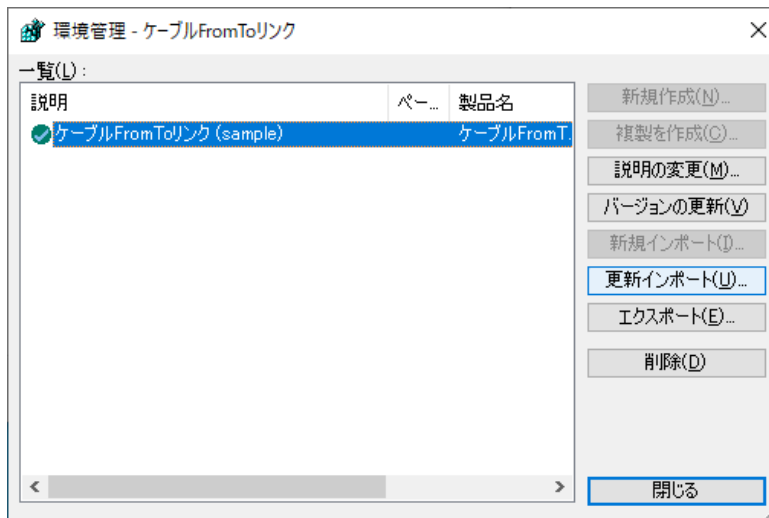 環境管理 - ケーブルFromToリンク
一覧(L):
説明 ペー... 製品名
ケーブルFromToリンク (sample) ケーブルFromT.
新規作成(N)...
複製を作成(C)...
説明の変更(M)...
バージョンの更新(V)
新規インポート(I)...
更新インポート(U)...
エクスポート(E)...
削除(D)
閉じる